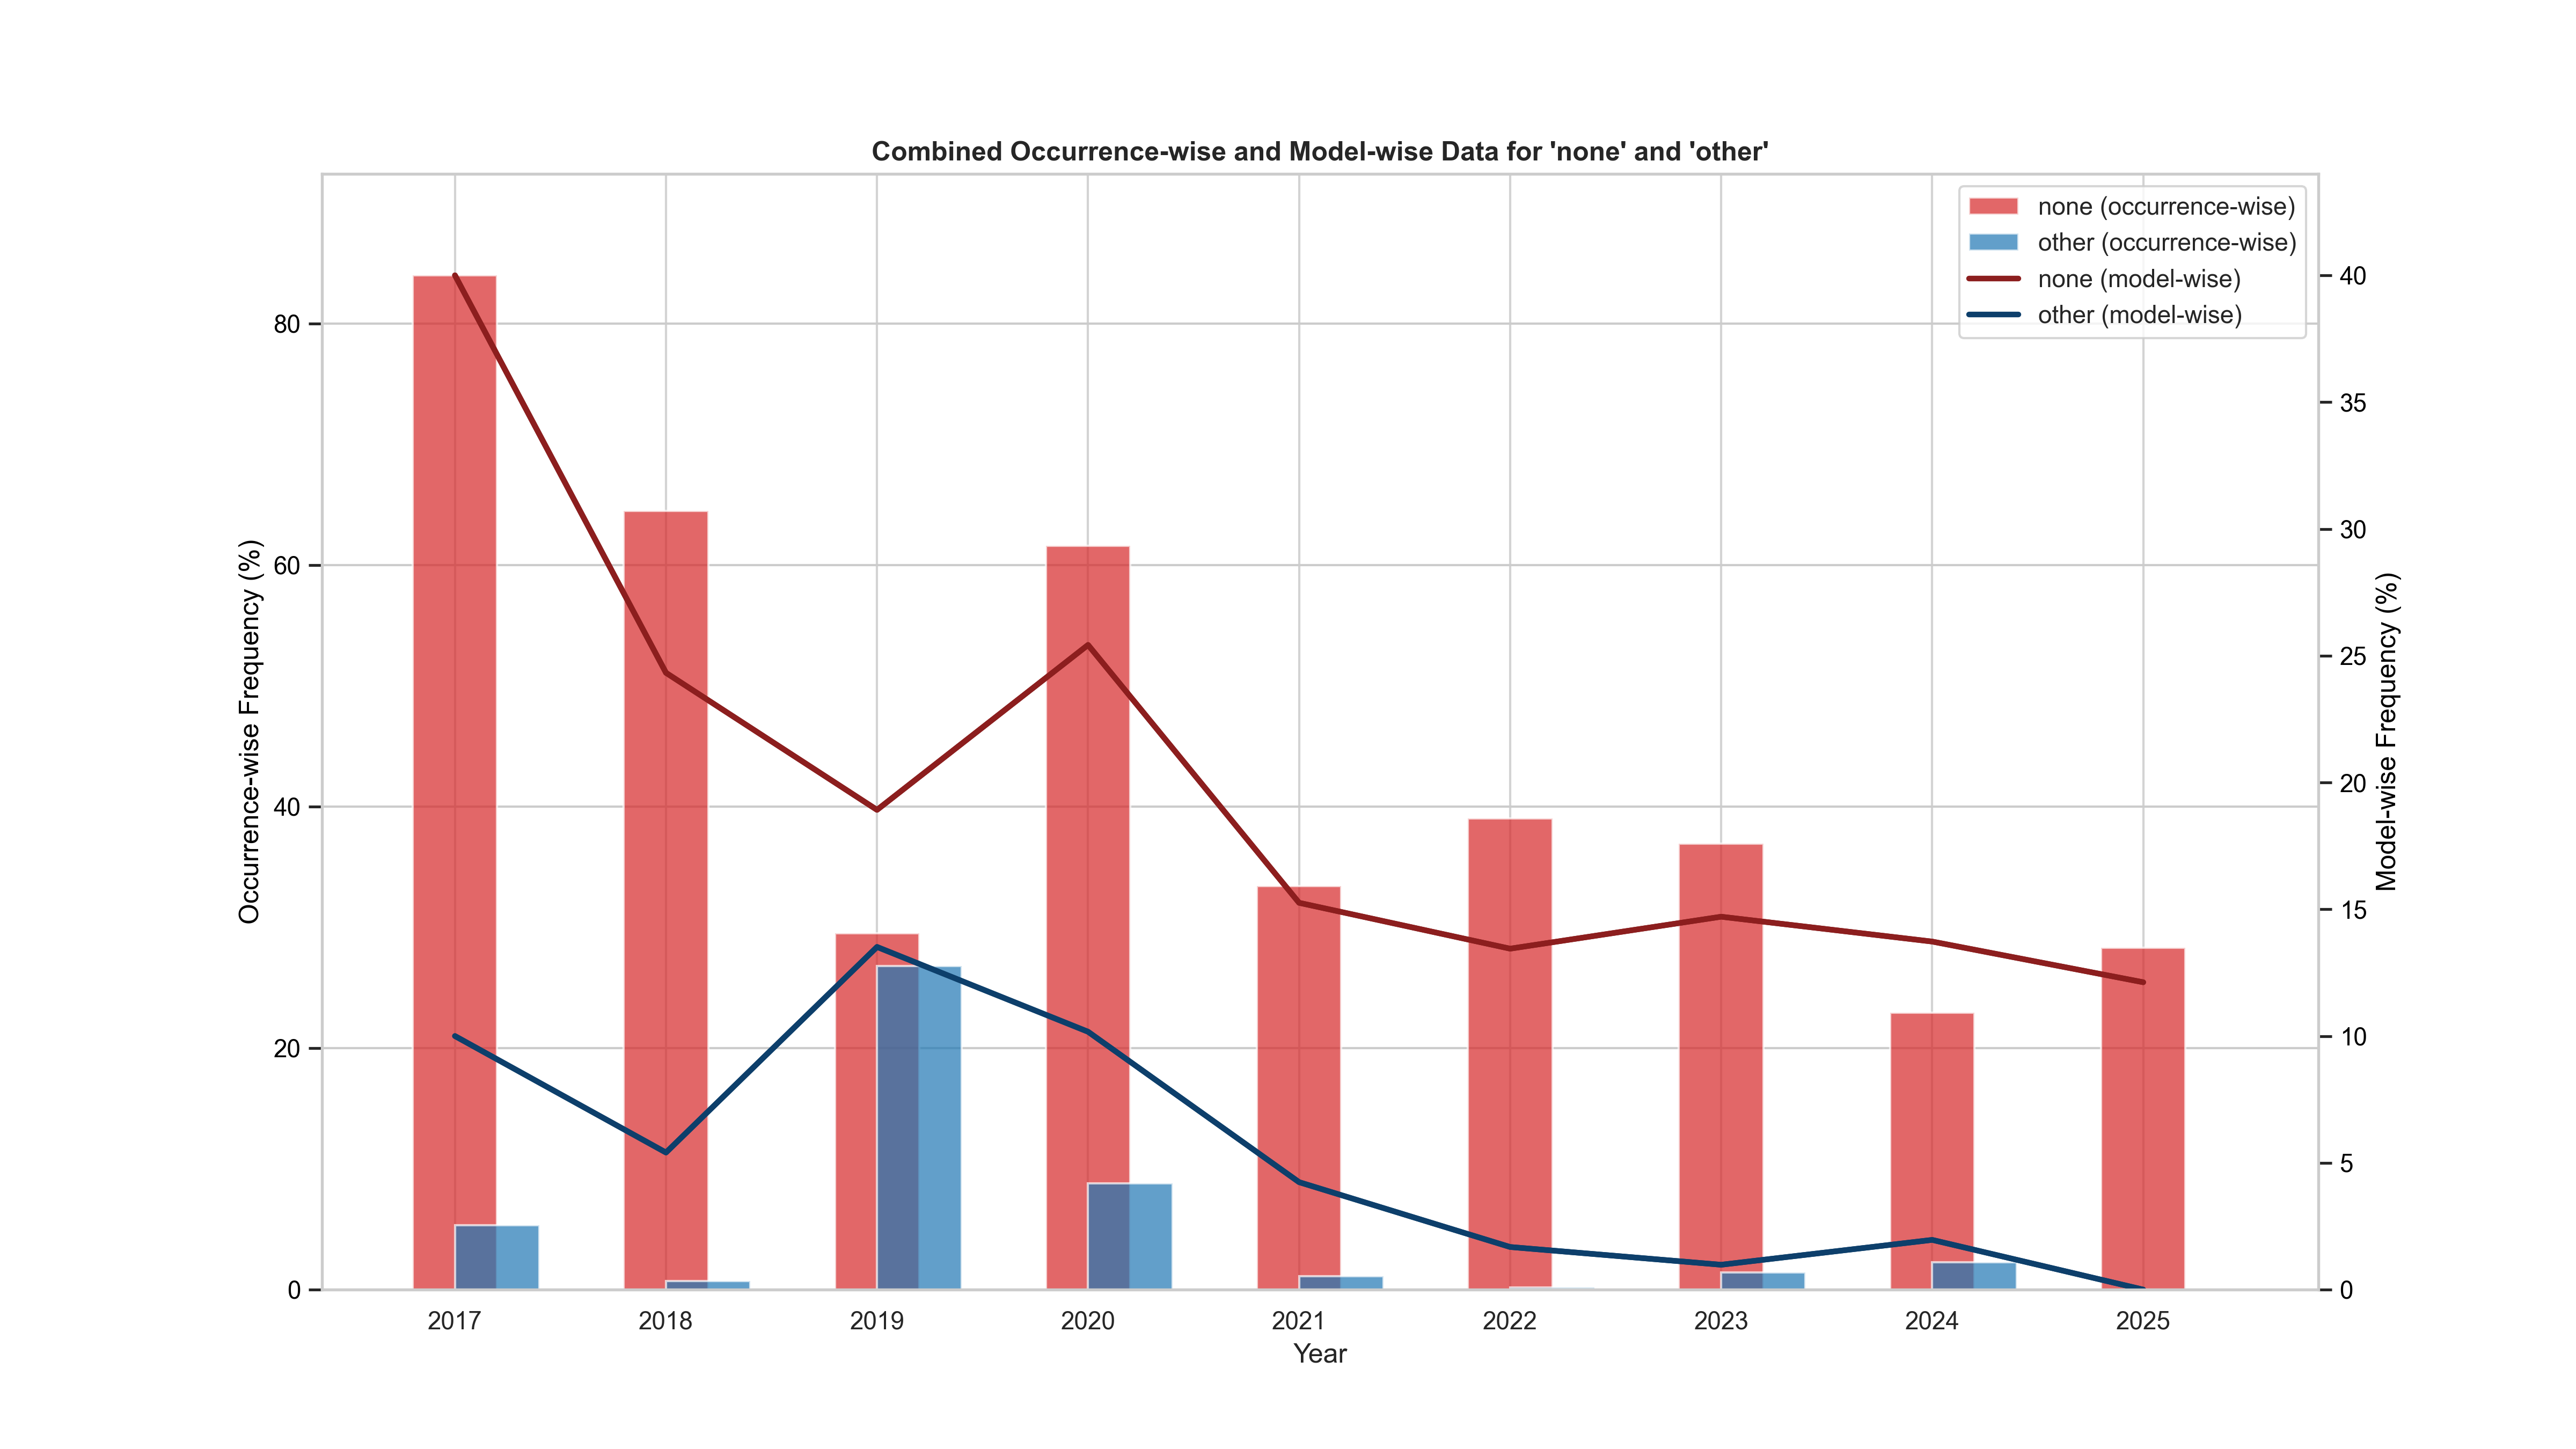 Combined Occurrence-wise and Model-wise Data for 'none' and 'other'
none (occurrence-wise)
other (occurrence-wise)
none (model-wise)
other (model-wise)
Occurrence-wise Frequency (%)
80
60
40
20
0
40
35
30
25
20
15
10
5
0
Model-wise Frequency (%)
2017 2018 2019 2020 2021 2022 2023 2024 2025
Year